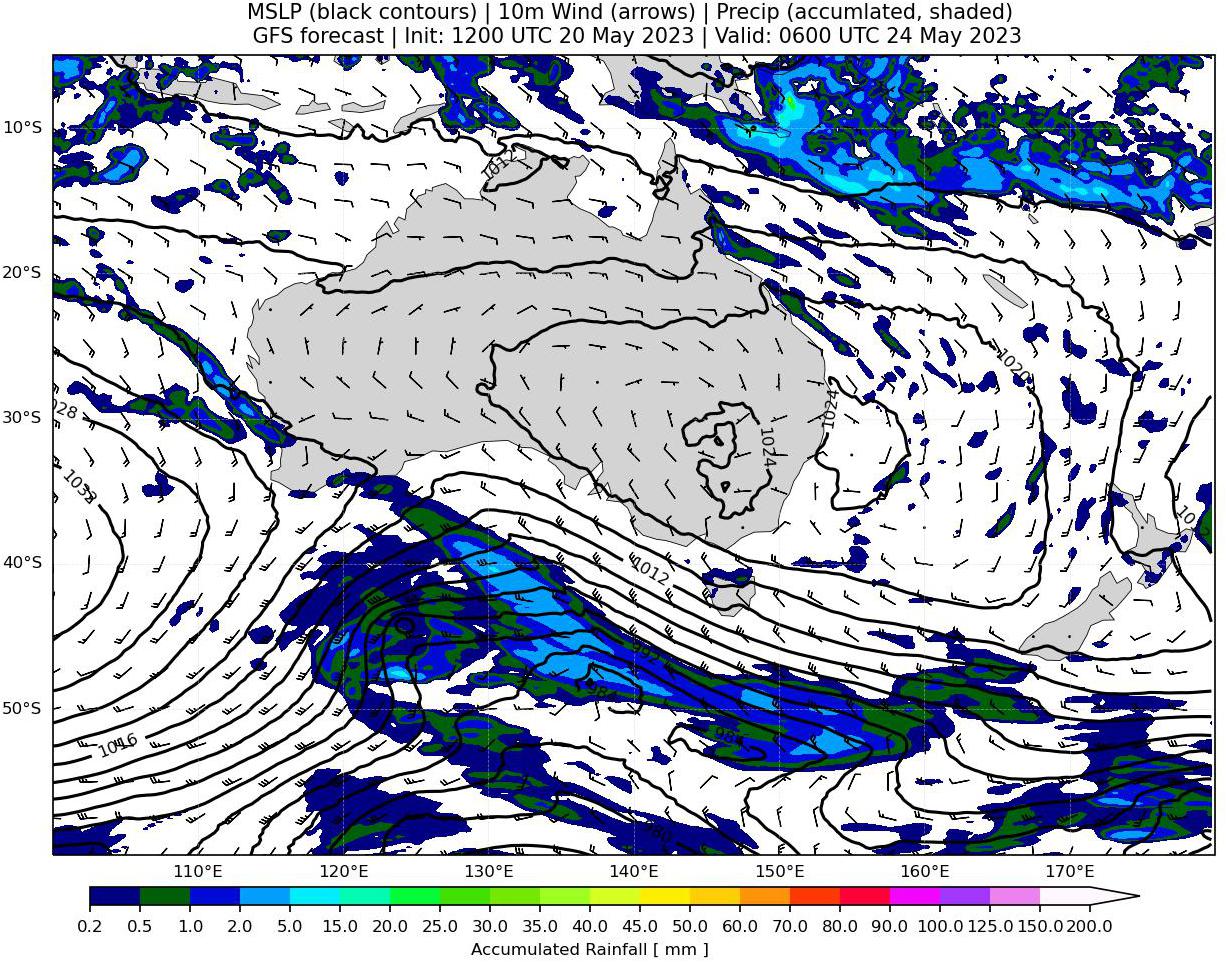 MSLP (black contours) | 10m Wind (arrows) | Precip (accumlated, shaded)
GFS forecast | Init: 1200 UTC 20 May 2023 | Valid: 0600 UTC 24 May 2023
10°S
1012
20°S
1020
30°S
028
1024
1024
1032
40°S
1012
992
984
50°S
984
1016
980
110°E 120°E 130°E 140°E 150°E 160°E 170°E
0.2 0.5 1.0 2.0 5.0 15.0 20.0 25.0 30.0 35.0 40.0 45.0 50.0 60.0 70.0 80.0 90.0 100.0 125.0 150.0 200.0
Accumulated Rainfall [ mm ]